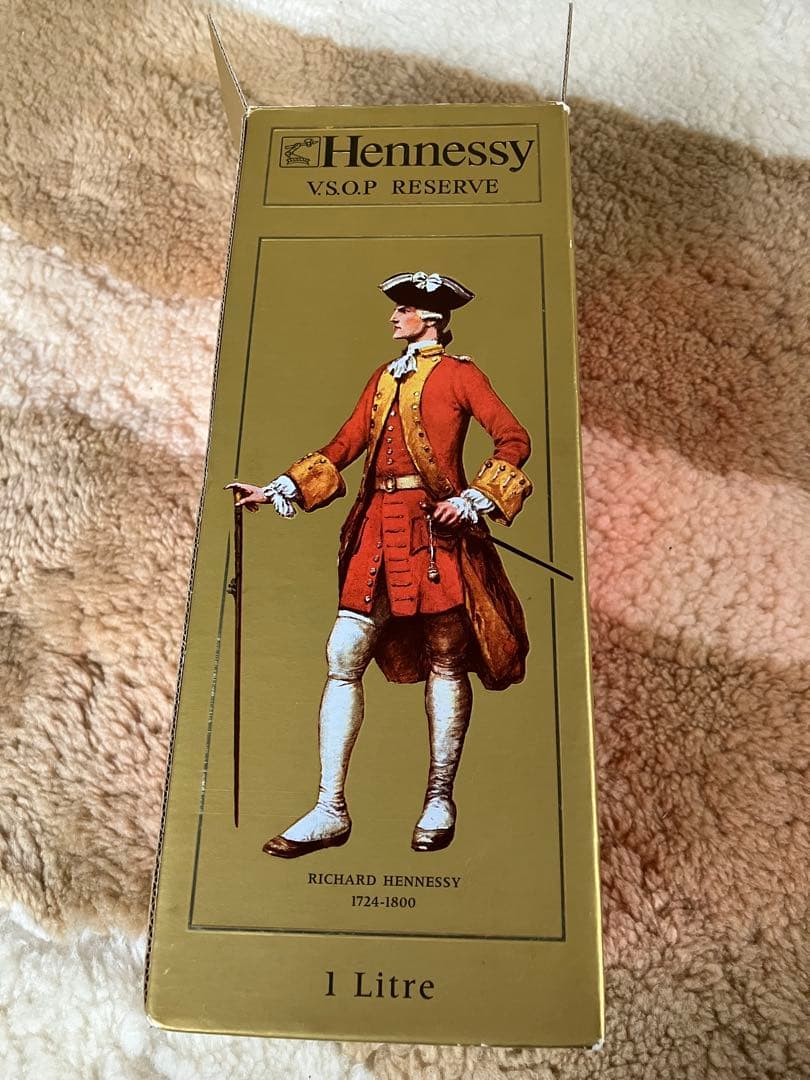 Hennessy
V.S.O.P RESERVE
RICHARD HENNESSY
1724-1800
1 Litre